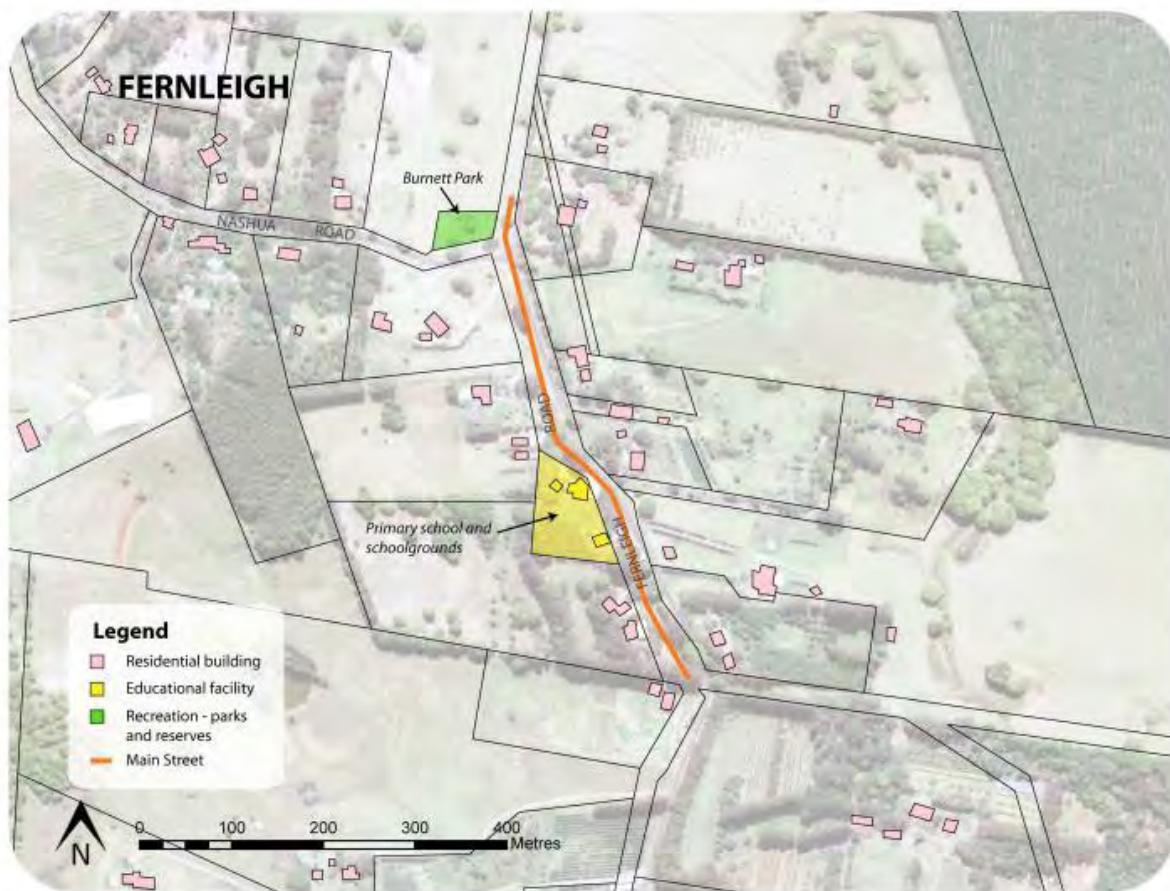 FERNLEIGH
Burnett Park
NASHUA ROAD
ROAD
Primary school and
schoolgrounds
FERNLEIGH
Legend
Residential building
Educational facility
Recreation - parks
and reserves
Main Street
N
0 100 200 300 400
Metres